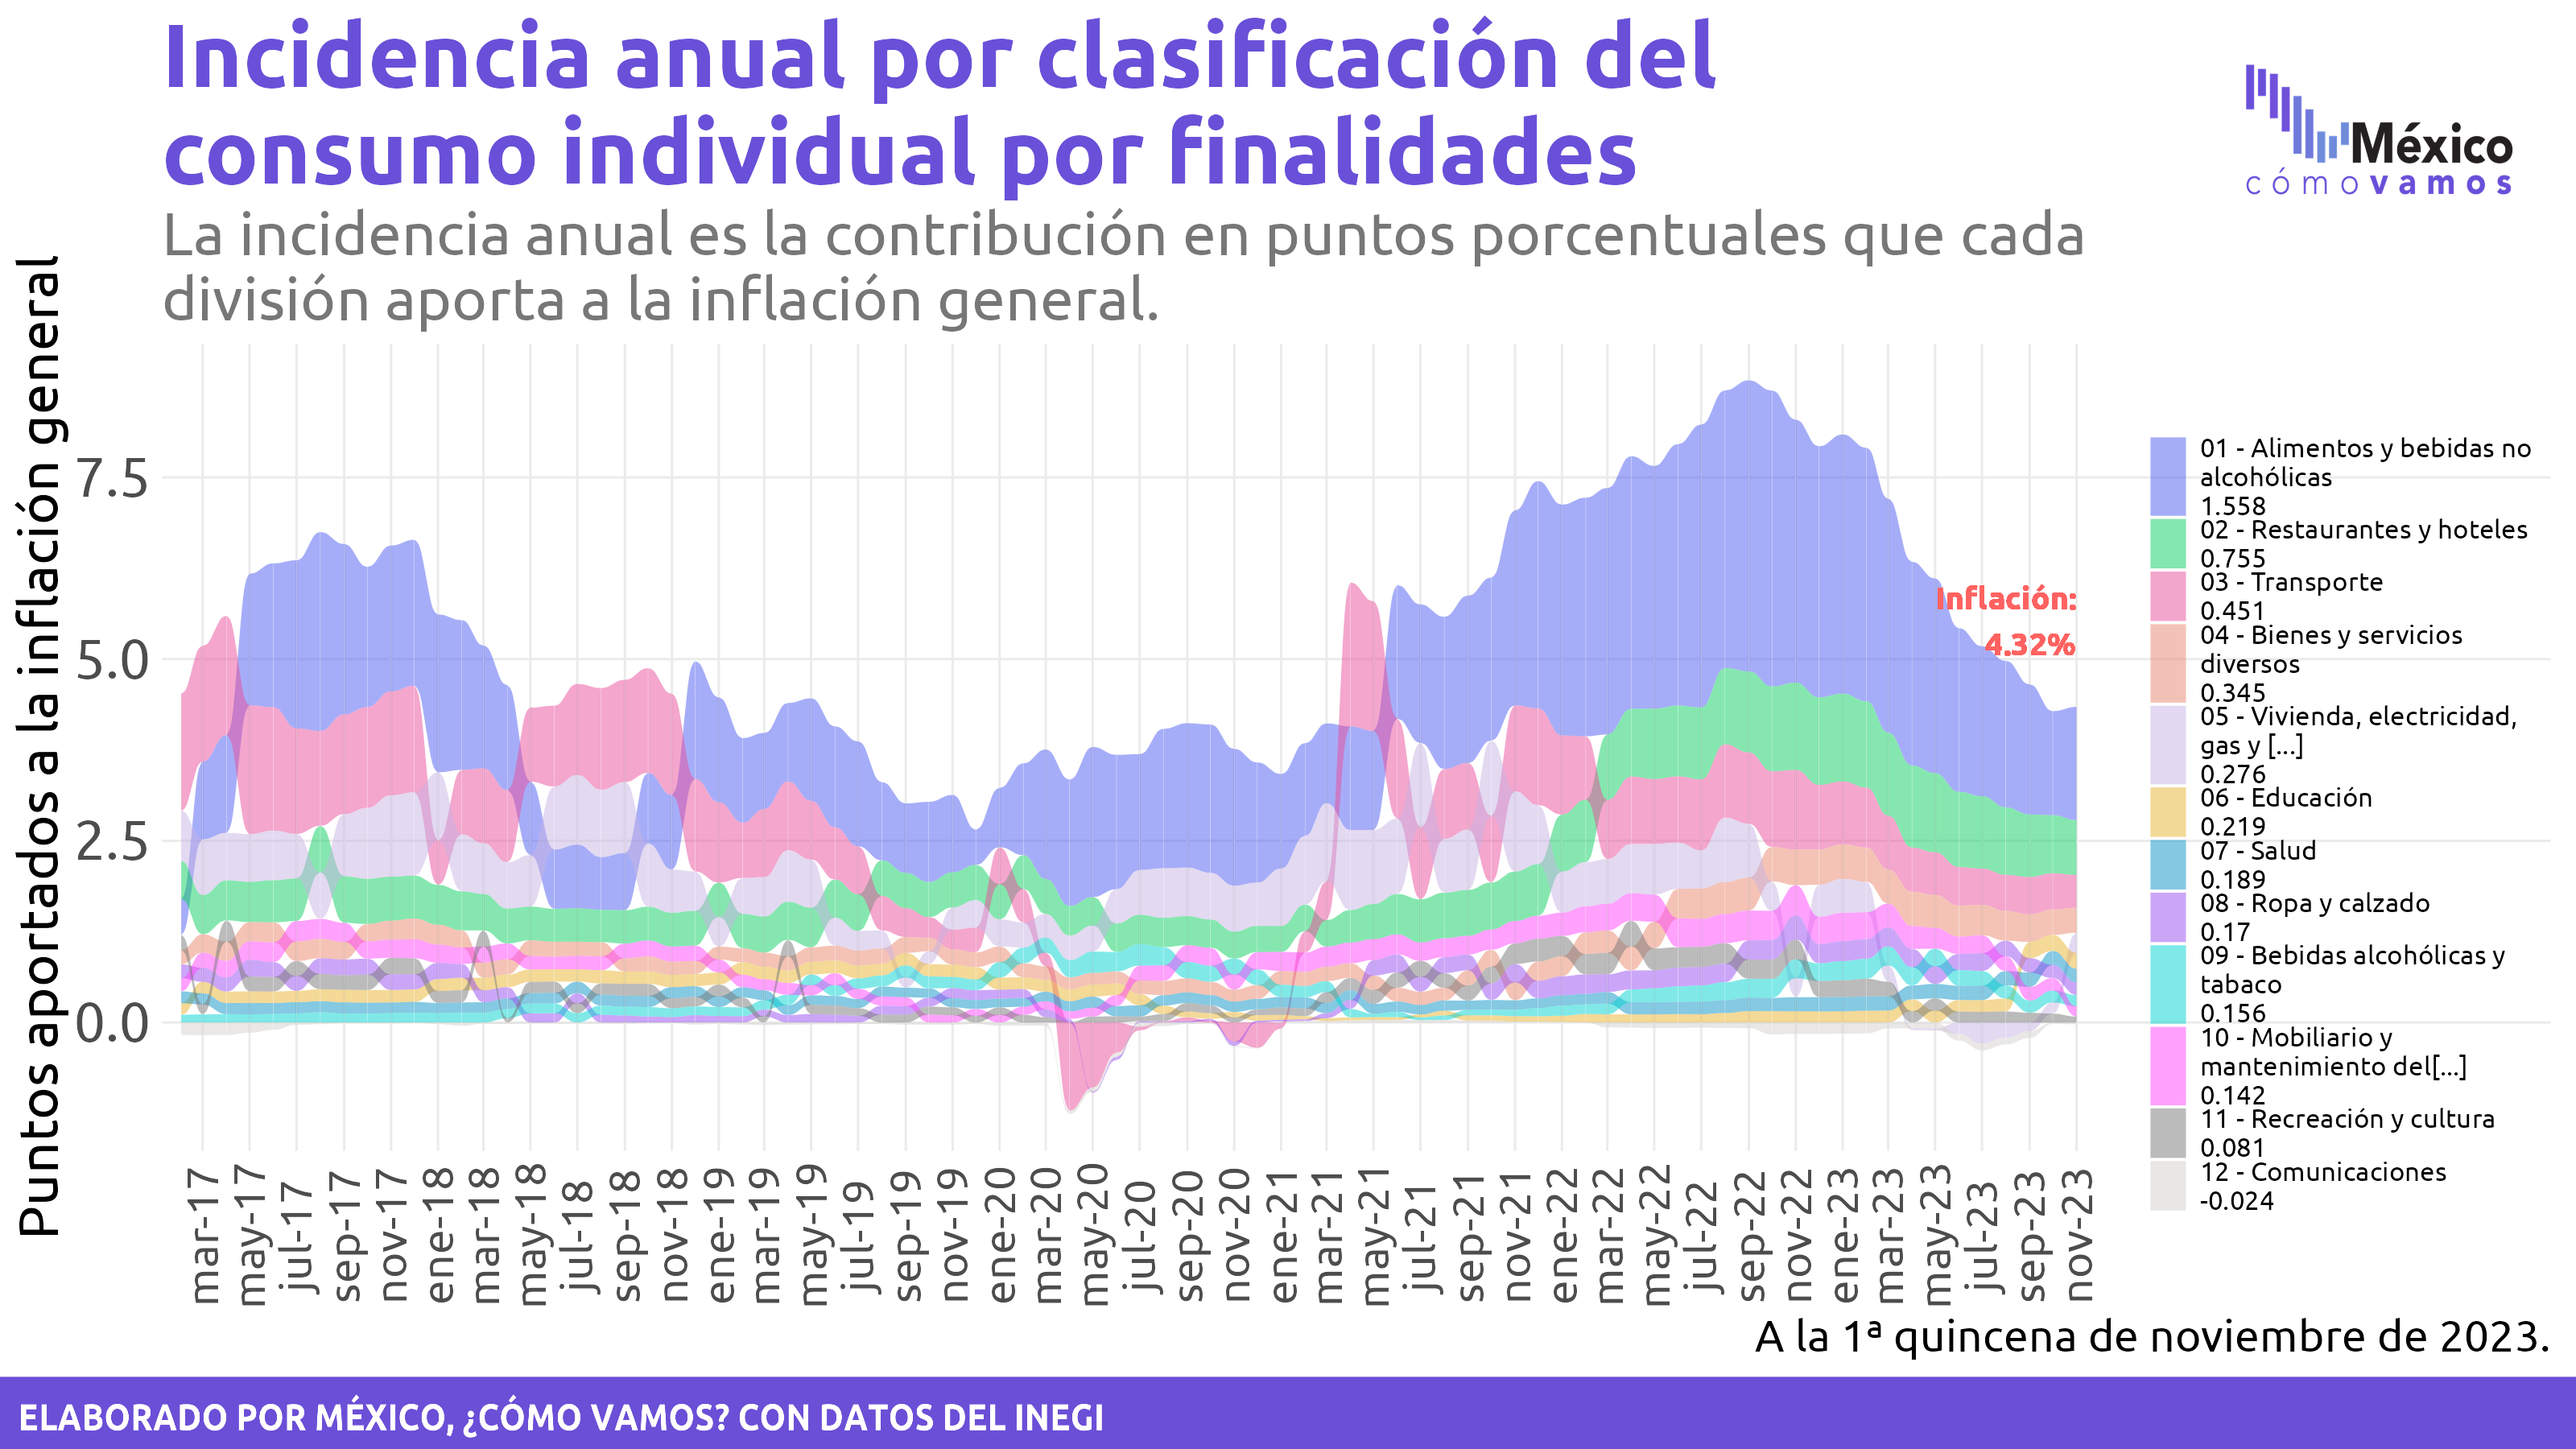 Incidencia anual por clasificación del
consumo individual por finalidades
La incidencia anual es la contribución en puntos porcentuales que cada
división aporta a la inflación general.
México
cómovamos
Puntos aportados a la inflación general
7.5
5.0
2.5
0.0
Inflación:
4.32%
01 - Alimentos y bebidas no
alcohólicas
1.558
02 - Restaurantes y hoteles
0.755
03 - Transporte
0.451
04 - Bienes y servicios
diversos
0.345
05 - Vivienda, electricidad,
gas y [...]
0.276
06 - Educación
0.219
07 - Salud
0.189
08 - Ropa y calzado
0.17
09 - Bebidas alcohólicas y
tabaco
0.156
10 - Mobiliario y
mantenimiento del[...]
0.142
11 - Recreación y cultura
0.081
12 - Comunicaciones
-0.024
mar-17
may-17
jul-17
sep-17
nov-17
ene-18
mar-18
may-18
jul-18
sep-18
nov-18
ene-19
mar-19
may-19
jul-19
sep-19
nov-19
ene-20
mar-20
may-20
jul-20
sep-20
nov-20
ene-21
mar-21
may-21
jul-21
sep-21
nov-21
ene-22
mar-22
may-22
jul-22
sep-22
nov-22
ene-23
mar-23
may-23
jul-23
sep-23
nov-23
A la 1ª quincena de noviembre de 2023.
ELABORADO POR MÉXICO, ¿CÓMO VAMOS? CON DATOS DEL INEGI